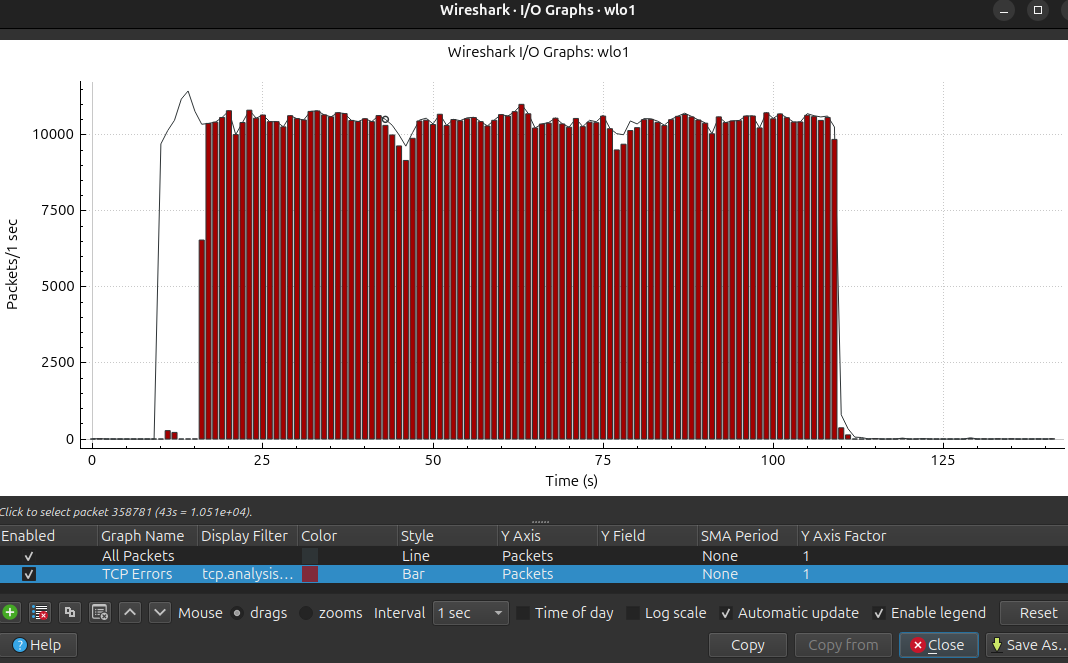 Wireshark · I/O Graphs · wlo1
Wireshark I/O Graphs: wlo1
Packets/1 sec
10000
7500
5000
2500
0
0 25 50 75 100 125
Time (s)
Click to select packet 358781 (43s = 1.051e+04).
Enabled Graph Name Display Filter Color Style Y Axis Y Field SMA Period Y Axis Factor
All Packets Line Packets None 1
TCP Errors tcp.analysis… Bar Packets None 1
Mouse drags zooms Interval 1 sec Time of day Log scale Automatic update Enable legend Reset
Help Copy Copy from Close Save As…